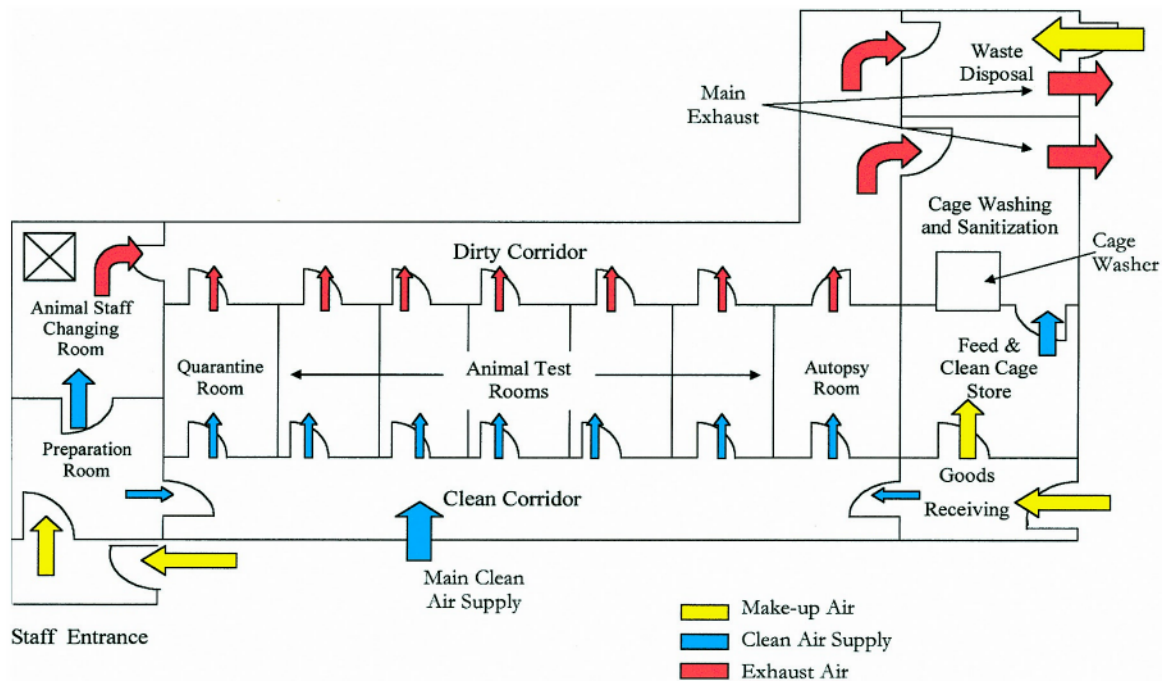 Waste
Disposal
Main
Exhaust
Cage Washing
and Sanitization
Cage
Washer
Dirty Corridor
Animal Staff
Changing
Room
Quarantine
Room
Animal Test
Rooms
Autopsy
Room
Feed &
Clean Cage
Store
Preparation
Room
Clean Corridor
Goods
Receiving
Main Clean
Air Supply
Staff Entrance
Make-up Air
Clean Air Supply
Exhaust Air